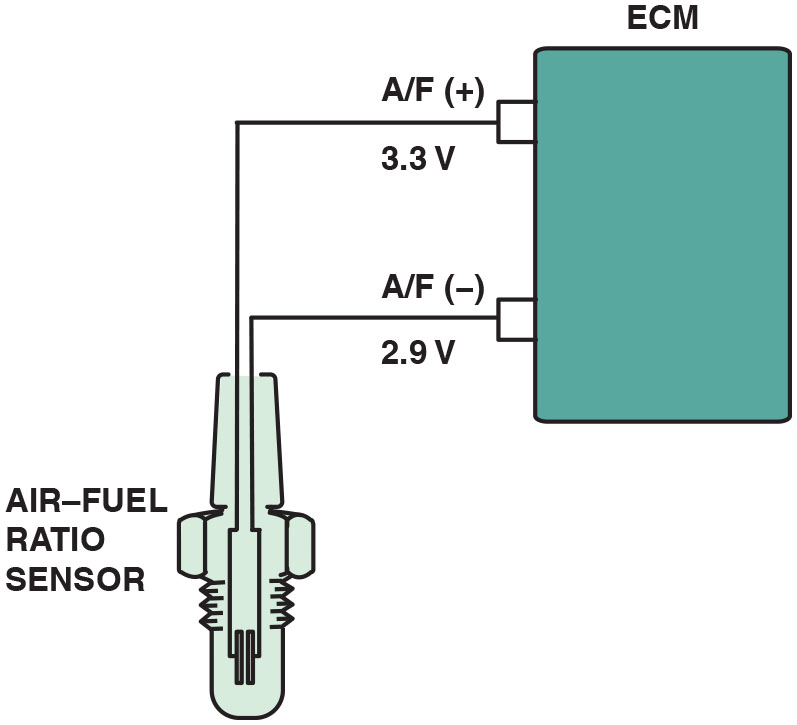 ECM
A/F (+)
3.3 V
A/F (–)
2.9 V
AIR–FUEL
RATIO
SENSOR